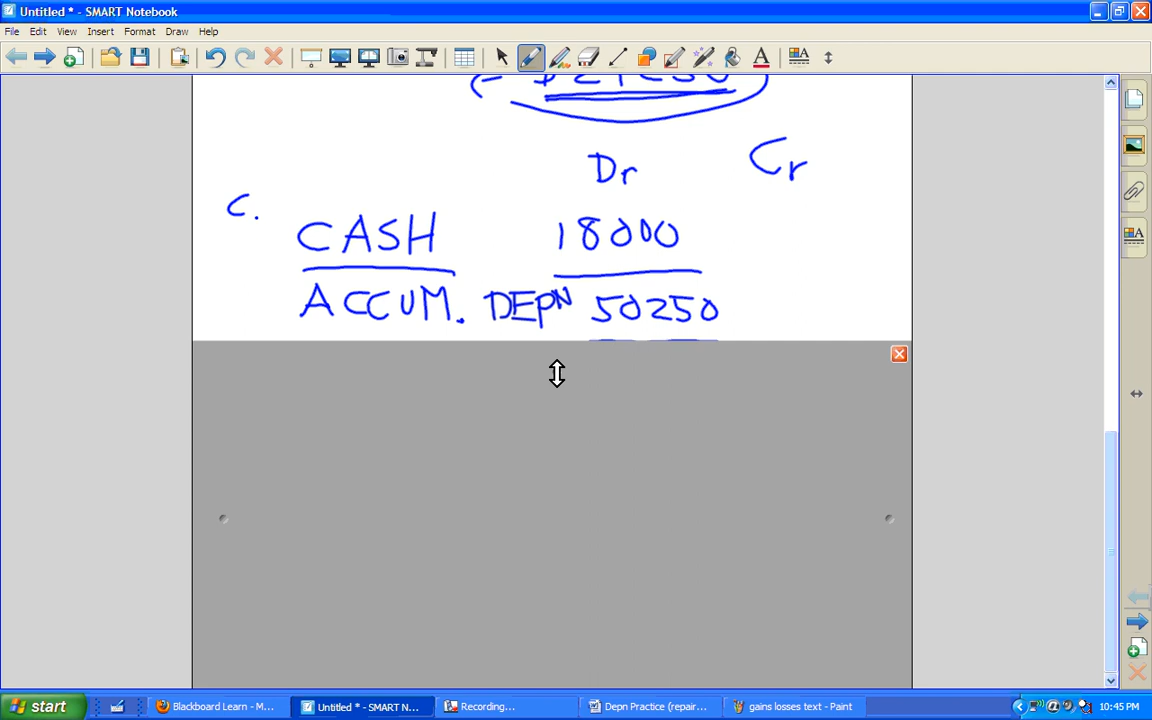 Untitled * - SMART Notebook
File Edit View Insert Format Draw Help
Dr Cr
C.
CASH 18000
ACCUM. DEPN 50250
start
Blackboard Learn - M...
Untitled * - SMART N...
Recording...
Depn Practice (repair...
gains losses text - Paint
10:45 PM